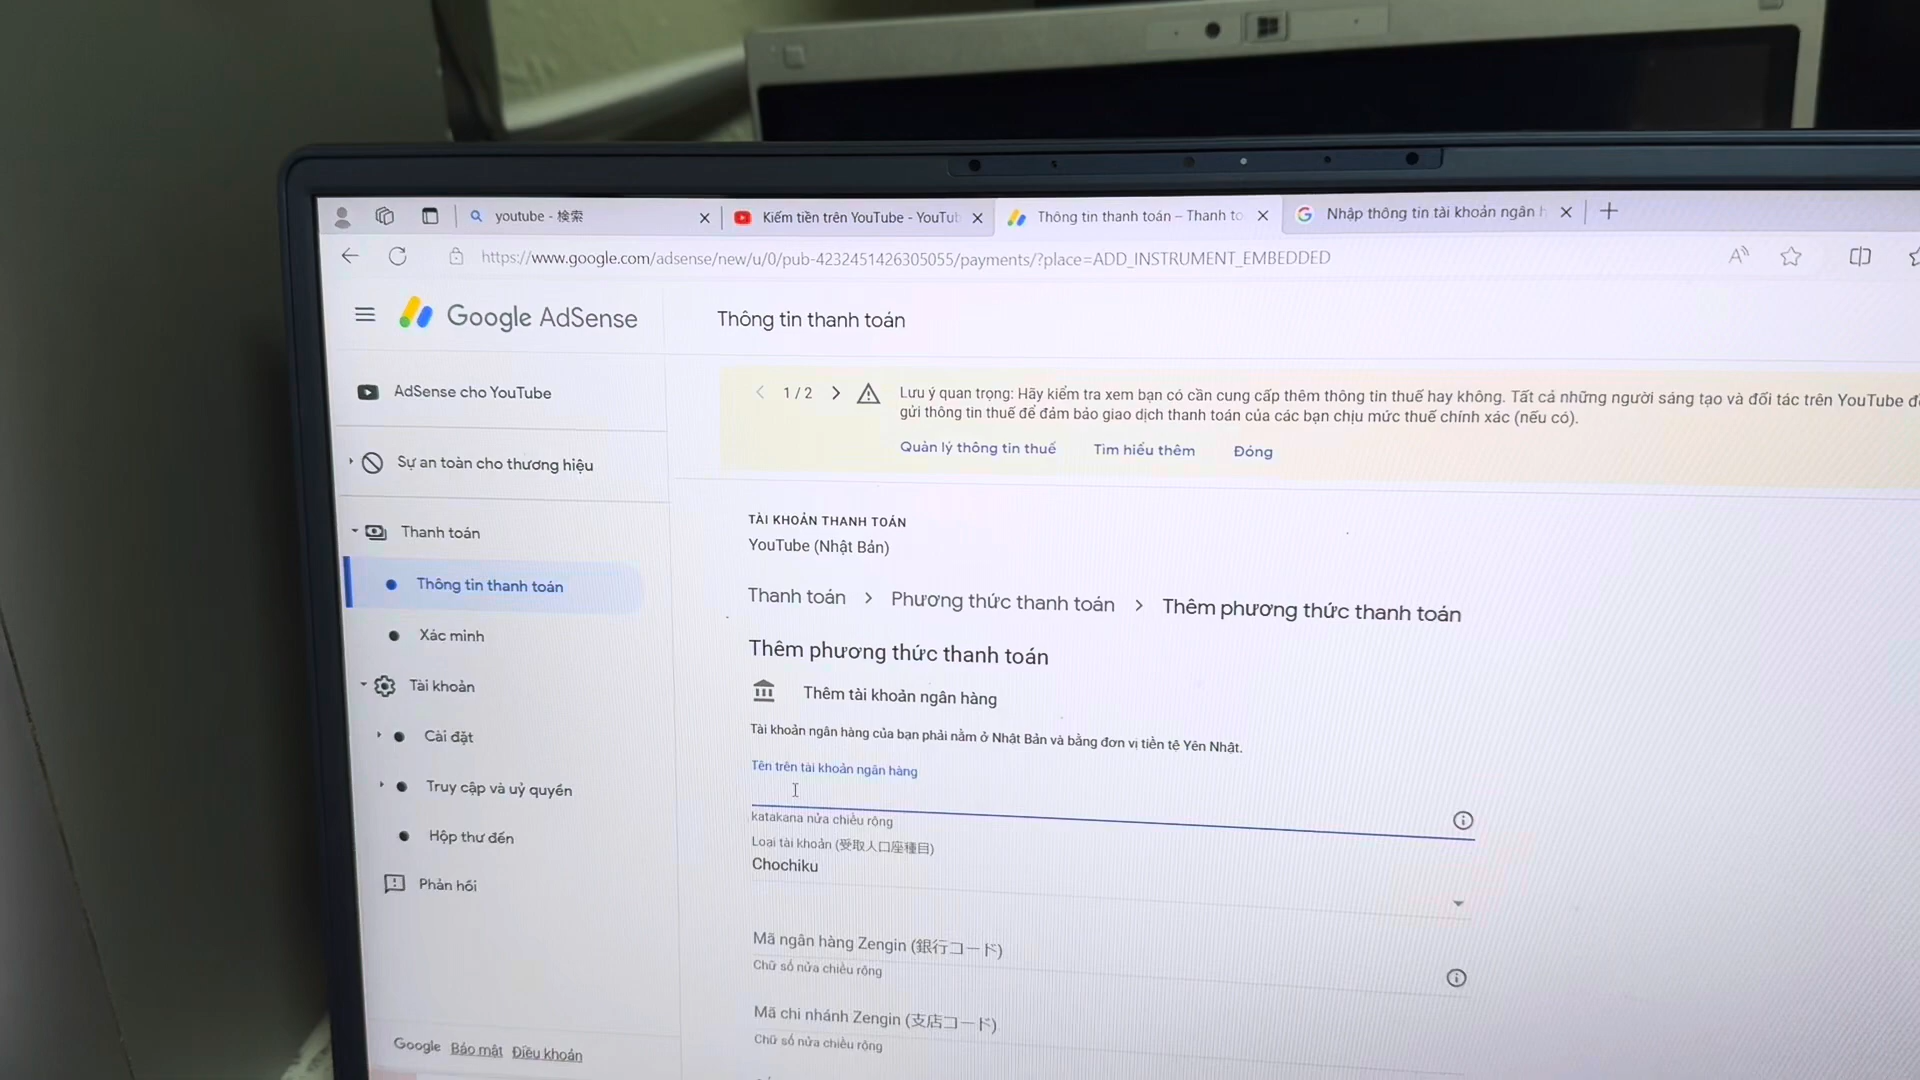 youtube - 検索
Kiếm tiền trên YouTube - YouTub
Thông tin thanh toán – Thanh to
Nhập thông tin tài khoản ngân h
https://www.google.com/adsense/new/u/0/pub-4232451426305055/payments/?place=ADD_INSTRUMENT_EMBEDDED
Google AdSense
Thông tin thanh toán
AdSense cho YouTube
Sự an toàn cho thương hiệu
Thanh toán
Thông tin thanh toán
Xác minh
Tài khoản
Cài đặt
Truy cập và uỷ quyền
Hộp thư đến
Phản hồi
Google Bảo mật Điều khoản
1 / 2
Lưu ý quan trọng: Hãy kiểm tra xem bạn có cần cung cấp thêm thông tin thuế hay không. Tất cả những người sáng tạo và đối tác trên YouTube đ
gửi thông tin thuế để đảm bảo giao dịch thanh toán của các bạn chịu mức thuế chính xác (nếu có).
Quản lý thông tin thuế Tìm hiểu thêm Đóng
TÀI KHOẢN THANH TOÁN
YouTube (Nhật Bản)
Thanh toán > Phương thức thanh toán > Thêm phương thức thanh toán
Thêm phương thức thanh toán
Thêm tài khoản ngân hàng
Tài khoản ngân hàng của bạn phải nằm ở Nhật Bản và bằng đơn vị tiền tệ Yên Nhật.
Tên trên tài khoản ngân hàng
katakana nửa chiều rộng
Loại tài khoản (受取人口座種目)
Chochiku
Mã ngân hàng Zengin (銀行コード)
Chữ số nửa chiều rộng
Mã chi nhánh Zengin (支店コード)
Chữ số nửa chiều rộng